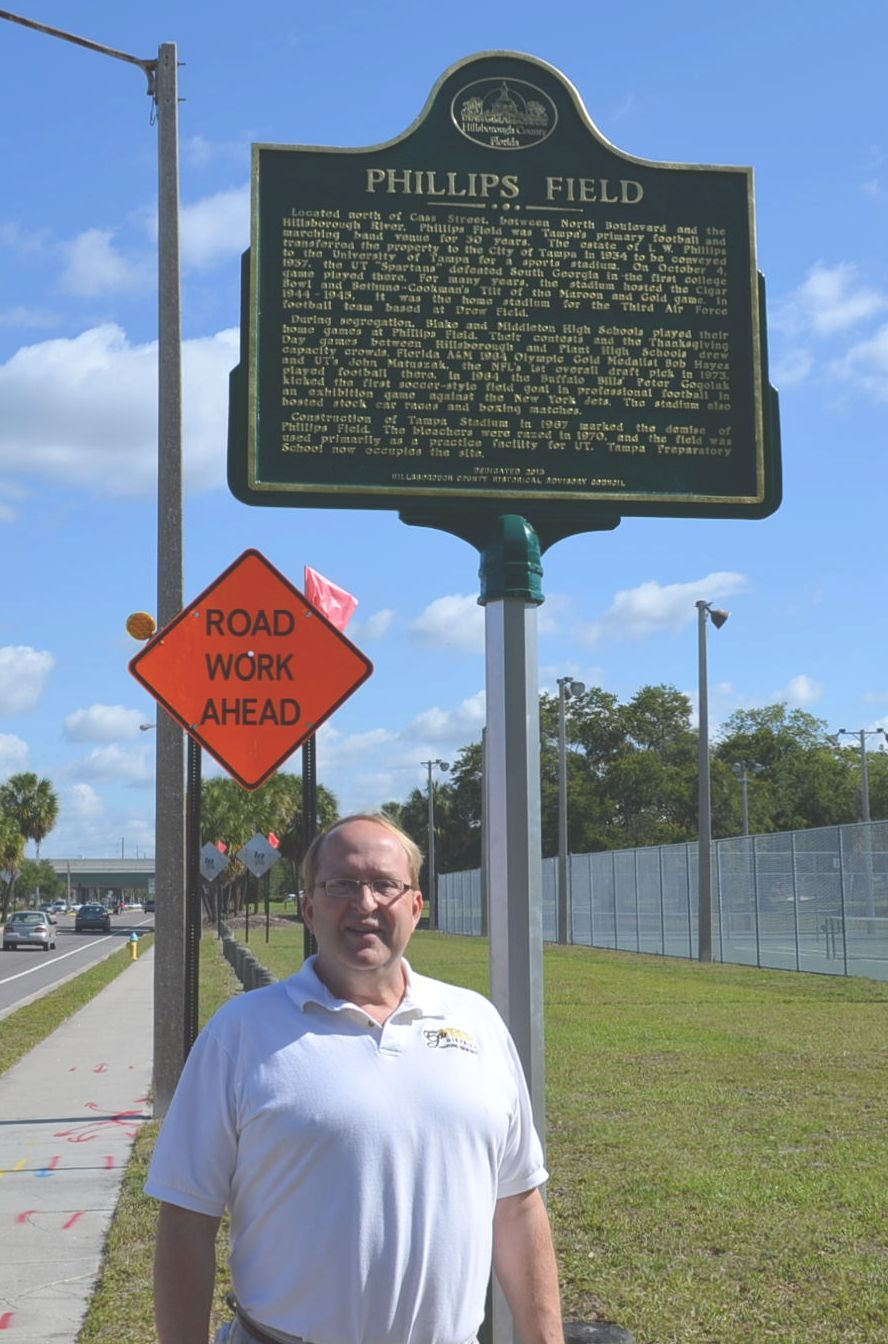 Hillsborough County
Florida
PHILLIPS FIELD
Located north of Cass Street, between North Boulevard and the
Hillsborough River, Phillips Field was Tampa's primary football and
marching band venue for 30 years. The estate of I. W. Phillips
transferred the property to the City of Tampa in 1934 to be conveyed
to the University of Tampa for a sports stadium. On October 4,
1937, the UT "Spartans" defeated South Georgia in the first college
game played there. For many years, the stadium hosted the Cigar
Bowl and Bethune-Cookman's Tilt of the Maroon and Gold game. In
1944-1945, it was the home stadium for the Third Air Force
football team based at Drew Field.
During segregation, Blake and Middleton High Schools played their
home games at Phillips Field. Their contests and the Thanksgiving
Day games between Hillsborough and Plant High Schools drew
capacity crowds. Florida A&M 1964 Olympic Gold Medalist Bob Hayes
and UT's John Matuszak, the NFL's 1st overall draft pick in 1973,
played football there. In 1964 the Buffalo Bills' Peter Gogolak
kicked the first soccer-style field goal in professional football in
an exhibition game against the New York Jets. The stadium also
hosted stock car races and boxing matches.
Construction of Tampa Stadium in 1967 marked the demise of
Phillips Field. The bleachers were razed in 1970, and the field was
used primarily as a practice facility for UT. Tampa Preparatory
School now occupies the site.
DEDICATED 2013
HILLSBOROUGH COUNTY HISTORICAL ADVISORY COUNCIL
ROAD
WORK
AHEAD